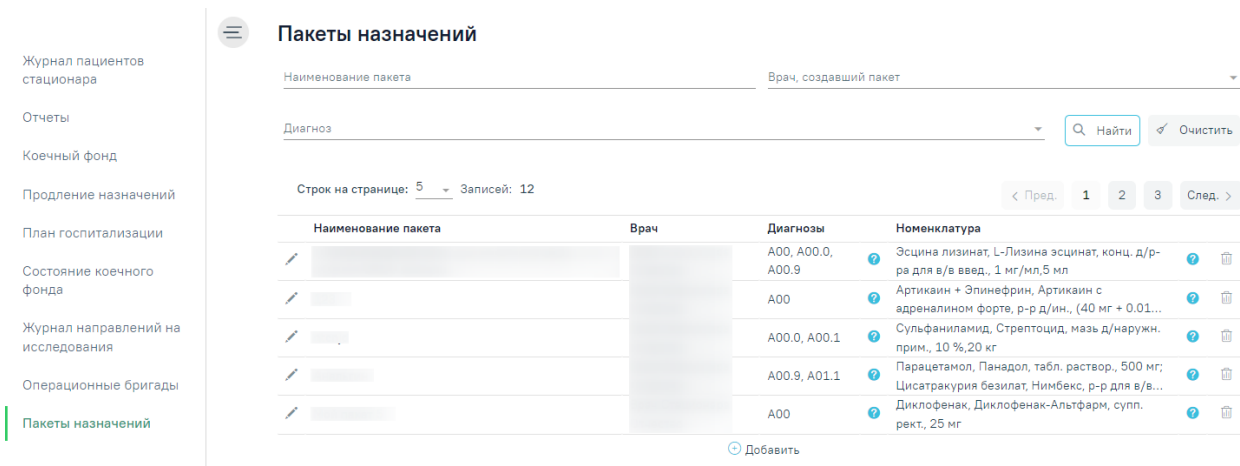 Пакеты назначений
Журнал пациентов
стационара
Отчеты
Коечный фонд
Продление назначений
План госпитализации
Состояние коечного
фонда
Журнал направлений на
исследования
Операционные бригады
Пакеты назначений
Наименование пакета
Врач, создавший пакет
Диагноз
Найти
Очистить
Строк на странице: 5 Записей: 12
Пред. 1 2 3 След.
Наименование пакета Врач Диагнозы Номенклатура
A00, A00.0,
A00.9
Эсцина лизинат, L-Лизина эсцинат, конц. д/р-
ра для в/в введ., 1 мг/мл,5 мл
A00
Артикаин + Эпинефрин, Артикаин с
адреналином форте, р-р д/ин., (40 мг + 0.01...
A00.0, A00.1
Сульфаниламид, Стрептоцид, мазь д/наружн.
прим., 10 %,20 кг
A00.9, A01.1
Парацетамол, Панадол, табл. раствор., 500 мг;
Цисатракурия безилат, Нимбекс, р-р для в/в...
A00
Диклофенак, Диклофенак-Альтфарм, супп.
рект., 25 мг
Добавить